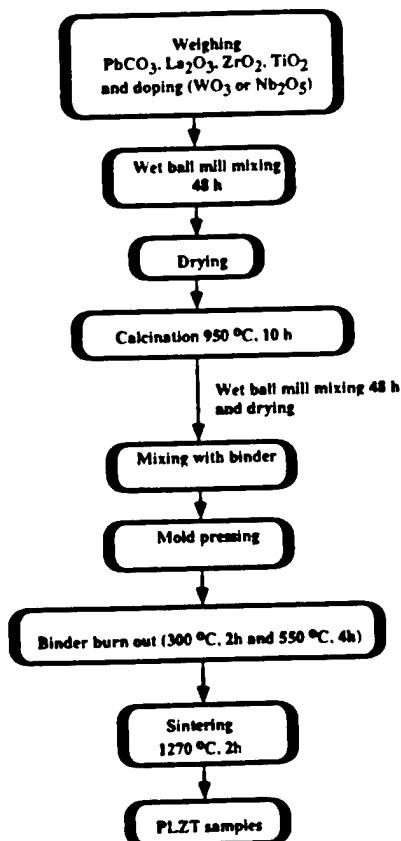 Weighing
PbCO3, La2O3, ZrO2, TiO2
and doping (WO3 or Nb2O5)
Wet ball mill mixing
48 h
Drying
Calcination 950 °C, 10 h
Wet ball mill mixing 48 h
and drying
Mixing with binder
Mold pressing
Binder burn out (300 °C, 2h and 550 °C, 4h)
Sintering
1270 °C, 2h
PLZT samples